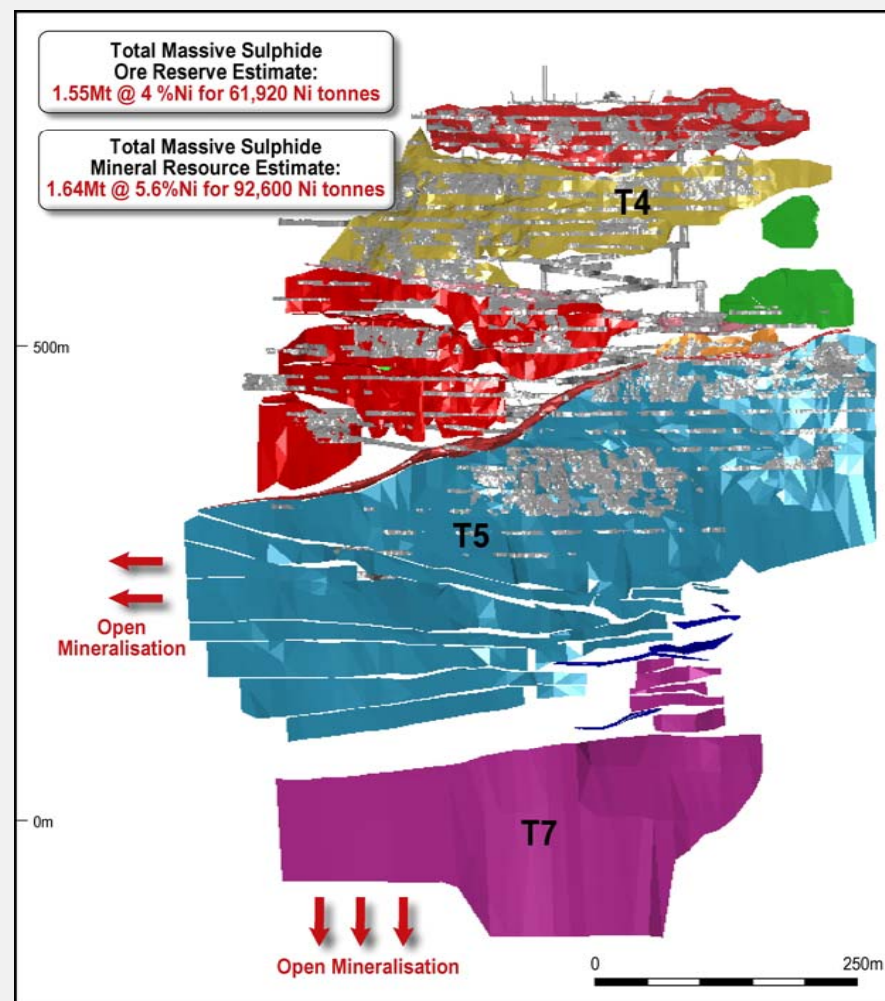 Total Massive Sulphide
Ore Reserve Estimate:
1.55Mt @ 4 %Ni for 61,920 Ni tonnes
Total Massive Sulphide
Mineral Resource Estimate:
1.64Mt @ 5.6%Ni for 92,600 Ni tonnes
T4
500m
T5
Open
Mineralisation
0m
T7
Open Mineralisation
0
250m